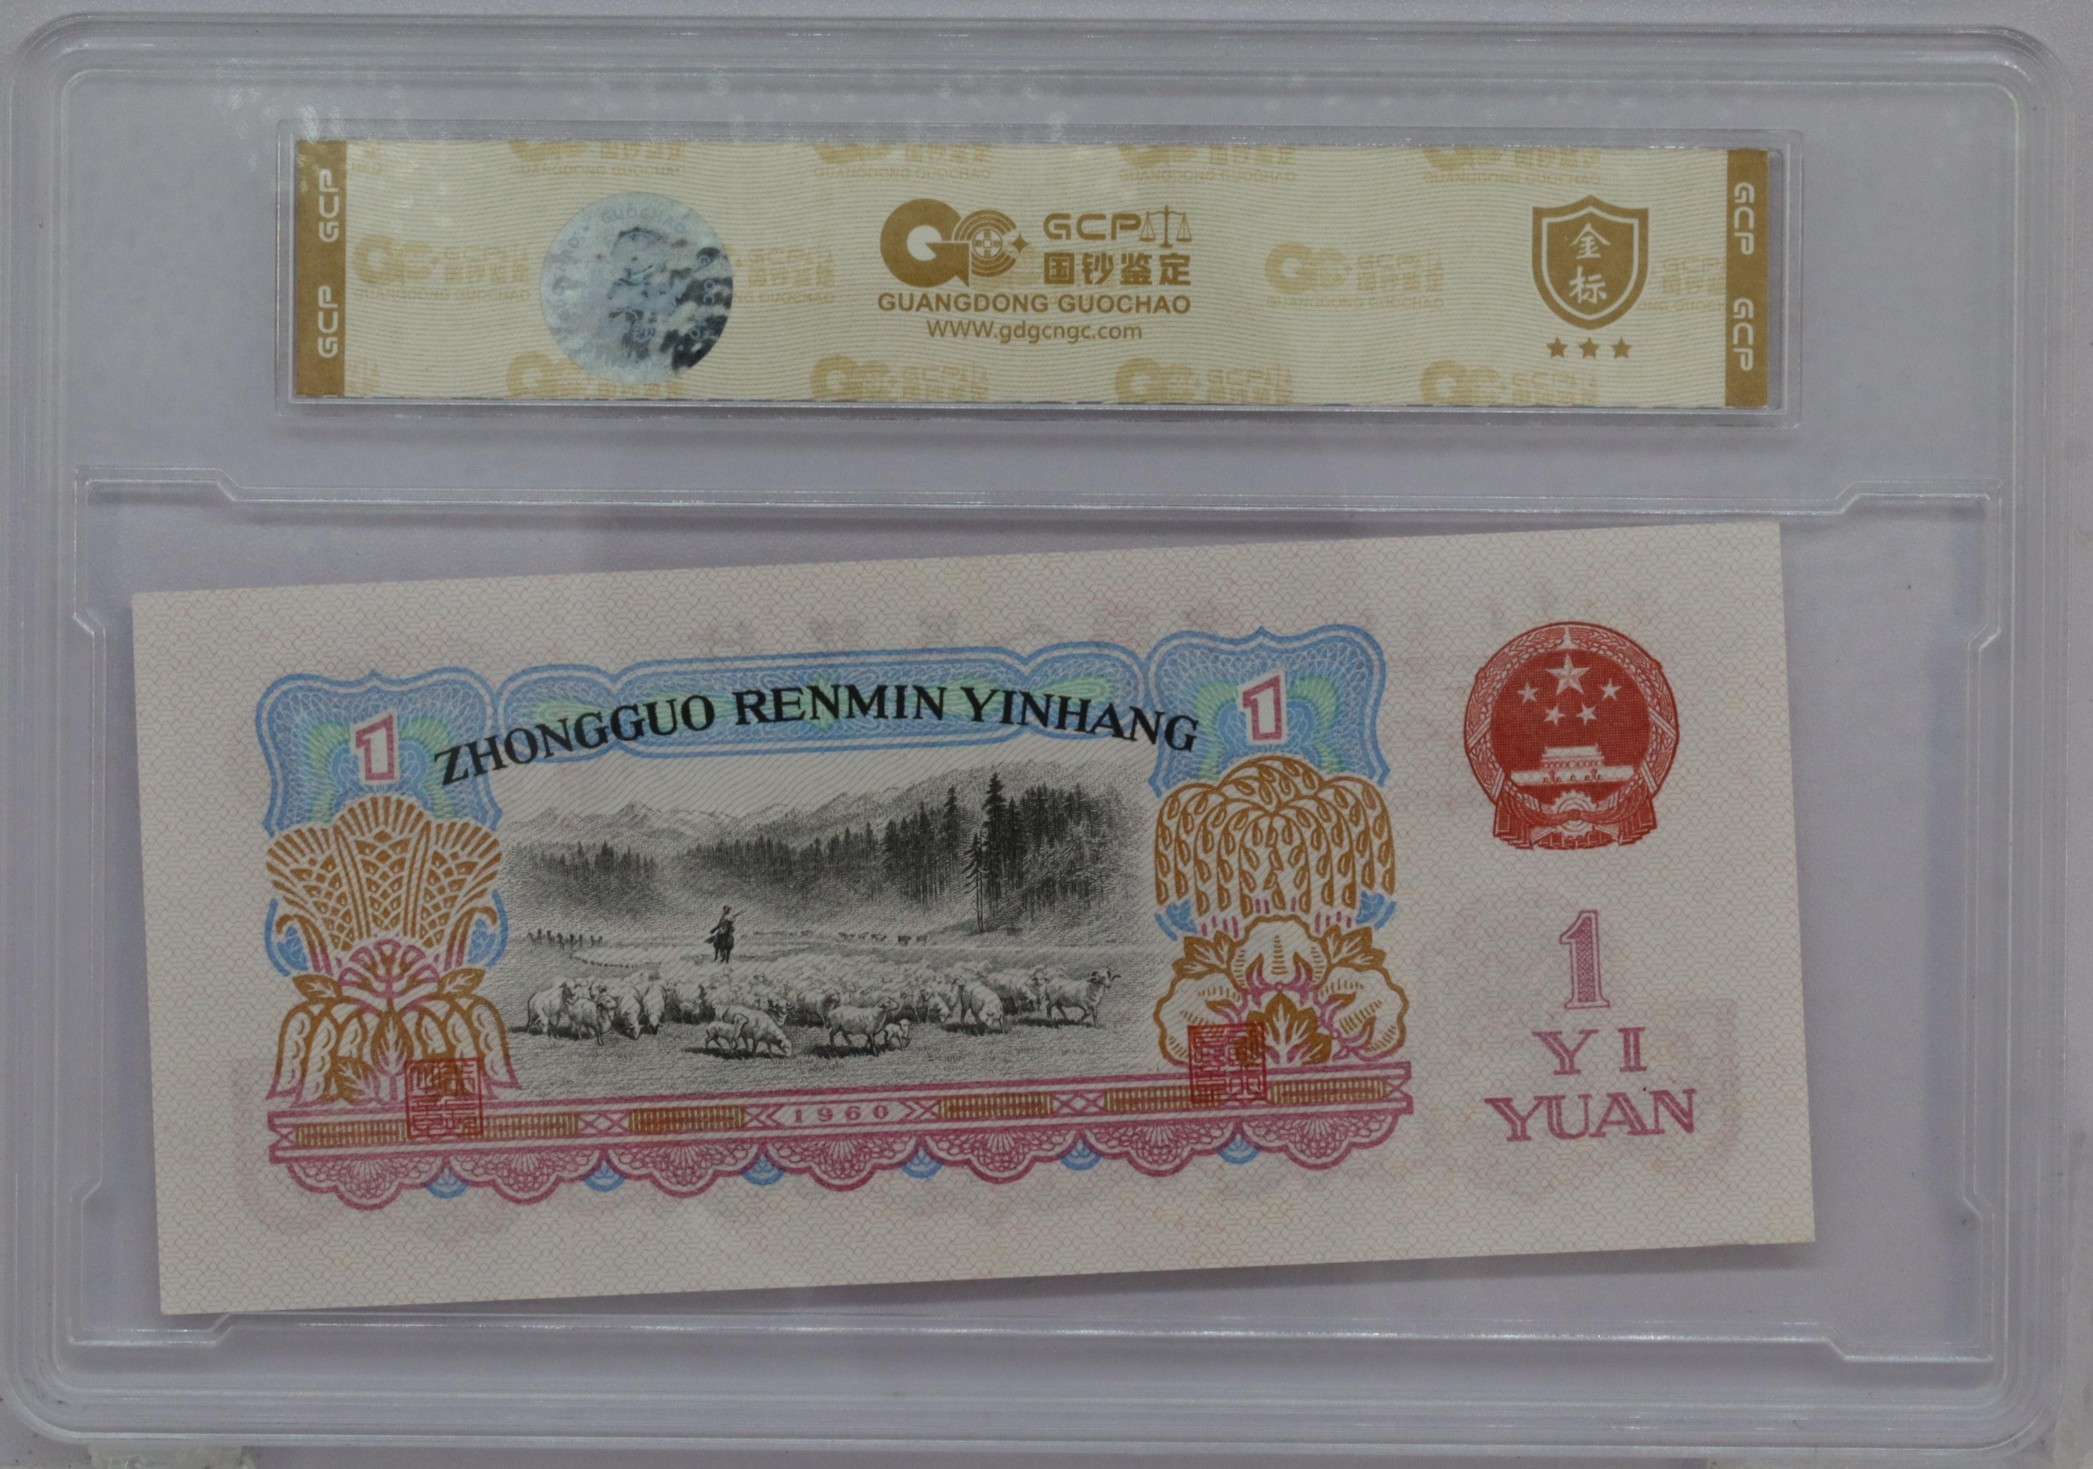 GCP GCP
GCP
国钞鉴定
GUANGDONG GUOCHAO
WWW.gdgcngc.com
金
标
GCP GCP
GUOCHAO
1
ZHONGGUO RENMIN YINHANG
1
1960
1
YI
YUAN